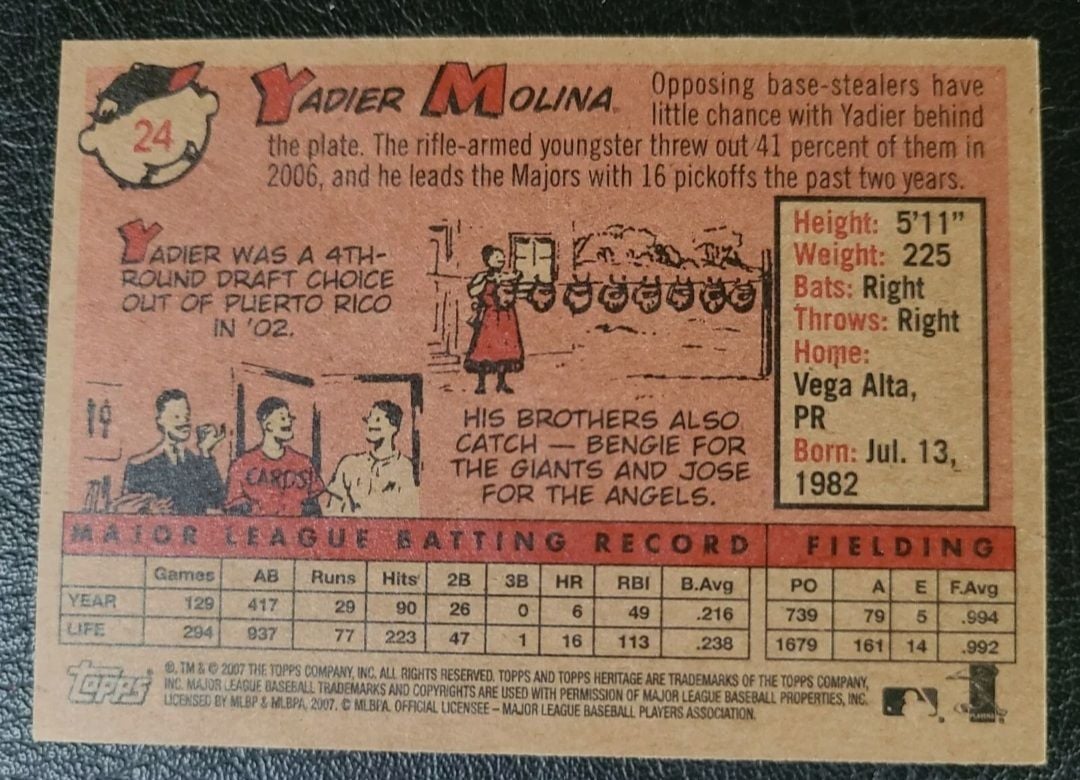 24
YADIER MOLINA
Opposing base-stealers have
little chance with Yadier behind
the plate. The rifle-armed youngster threw out 41 percent of them in
2006, and he leads the Majors with 16 pickoffs the past two years.
YADIER WAS A 4TH-
ROUND DRAFT CHOICE
OUT OF PUERTO RICO
IN '02.
CARDS
HIS BROTHERS ALSO
CATCH — BENGIE FOR
THE GIANTS AND JOSE
FOR THE ANGELS.
Height: 5'11"
Weight: 225
Bats: Right
Throws: Right
Home:
Vega Alta,
PR
Born: Jul. 13,
1982
MAJOR LEAGUE BATTING RECORD FIELDING
Games AB Runs Hits 2B 3B HR RBI B.Avg PO A E F.Avg
YEAR 129 417 29 90 26 0 6 49 .216 739 79 5 .994
LIFE 294 937 77 223 47 1 16 113 .238 1679 161 14 .992
TOPPS
®, TM & © 2007 THE TOPPS COMPANY, INC. ALL RIGHTS RESERVED. TOPPS AND TOPPS HERITAGE ARE TRADEMARKS OF THE TOPPS COMPANY,
INC. MAJOR LEAGUE BASEBALL TRADEMARKS AND COPYRIGHTS ARE USED WITH PERMISSION OF MAJOR LEAGUE BASEBALL PROPERTIES, INC.
LICENSED BY MLBP & MLBPA, 2007. © MLBPA. OFFICIAL LICENSEE – MAJOR LEAGUE BASEBALL PLAYERS ASSOCIATION.